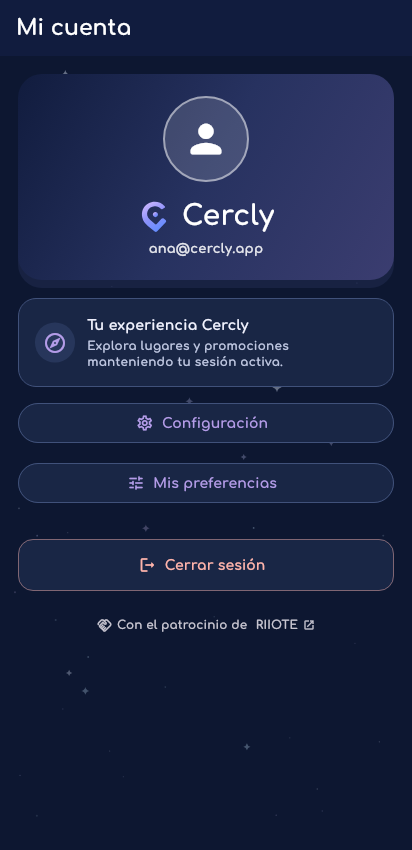 Mi cuenta
Cercly
ana@cercly.app
Tu experiencia Cercly
Explora lugares y promociones
manteniendo tu sesión activa.
Configuración
Mis preferencias
Cerrar sesión
Con el patrocinio de RIIOTE